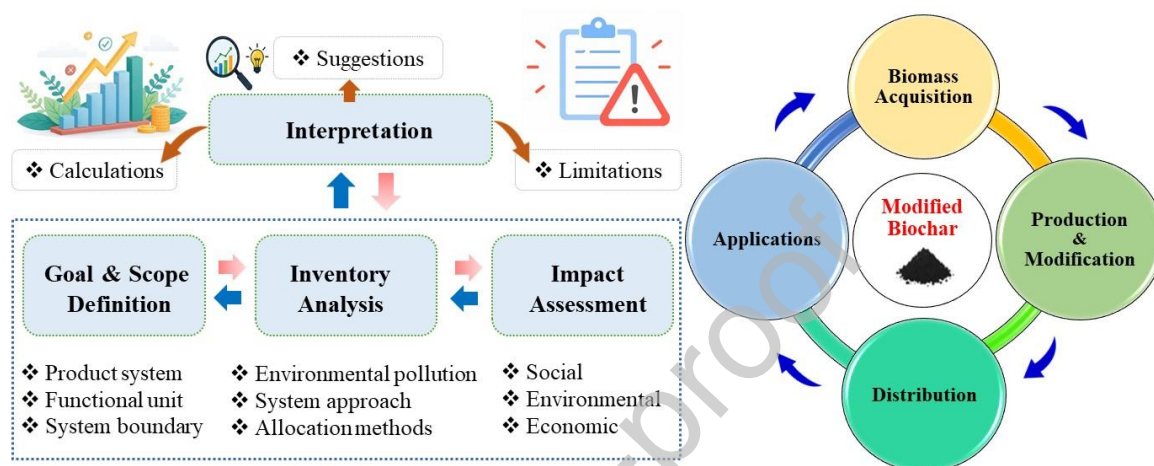 ❖ Suggestions
Interpretation
❖ Calculations
❖ Limitations
Goal & Scope
Definition
Inventory
Analysis
Impact
Assessment
❖ Product system
❖ Functional unit
❖ System boundary
❖ Environmental pollution
❖ System approach
❖ Allocation methods
❖ Social
❖ Environmental
❖ Economic
Biomass
Acquisition
Production
&
Modification
Distribution
Applications
Modified
Biochar